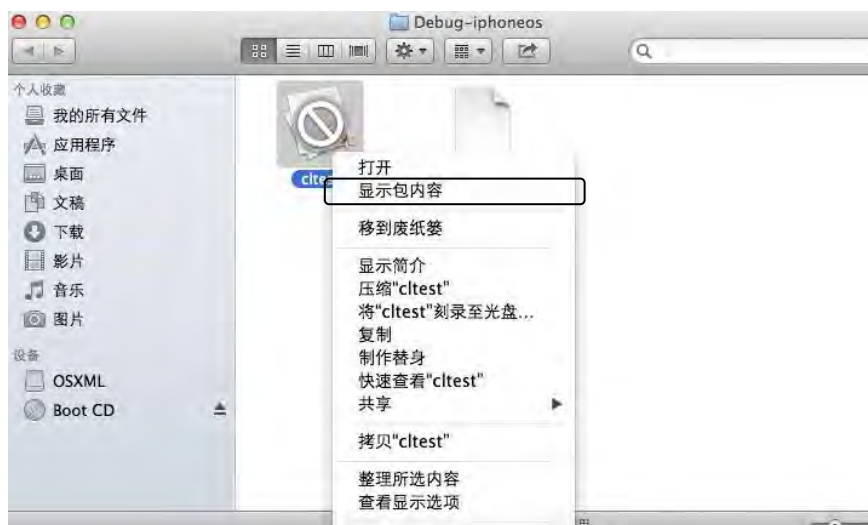 Debug-iphoneos
个人收藏
我的所有文件
应用程序
桌面
文稿
下载
影片
音乐
图片
设备
OSXML
Boot CD
打开
显示包内容
移到废纸篓
显示简介
压缩"cltest"
将"cltest"刻录至光盘...
复制
制作替身
快速查看"cltest"
共享
拷贝"cltest"
整理所选内容
查看显示选项